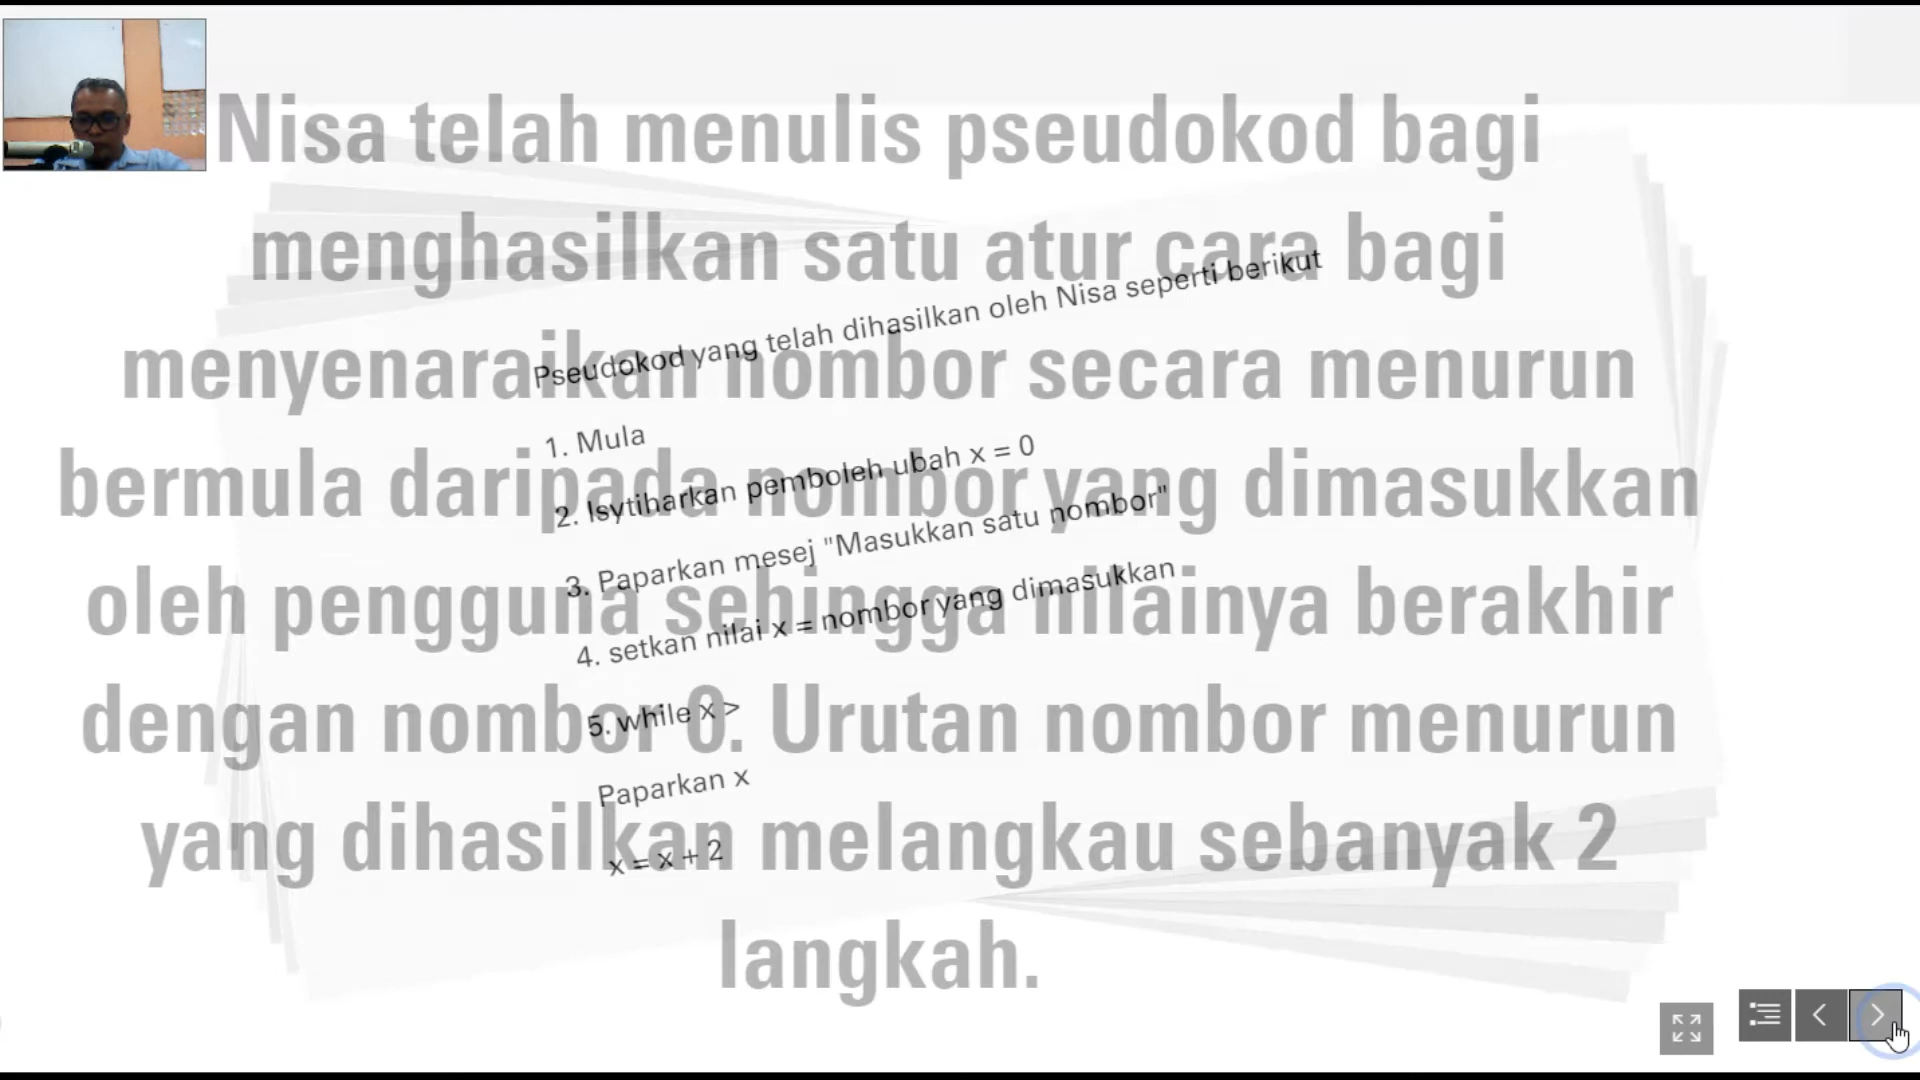 Nisa telah menulis pseudokod bagi
menghasilkan satu atur cara bagi
menyenaraikan nombor secara menurun
bermula daripada nombor yang dimasukkan
oleh pengguna sehingga nilainya berakhir
dengan nombor 0. Urutan nombor menurun
yang dihasilkan melangkau sebanyak 2
langkah.
Pseudokod yang telah dihasilkan oleh Nisa seperti berikut
1. Mula
2. Isytiharkan pemboleh ubah x = 0
3. Paparkan mesej "Masukkan satu nombor"
4. setkan nilai x = nombor yang dimasukkan
5. while x >
Paparkan x
x = x + 2